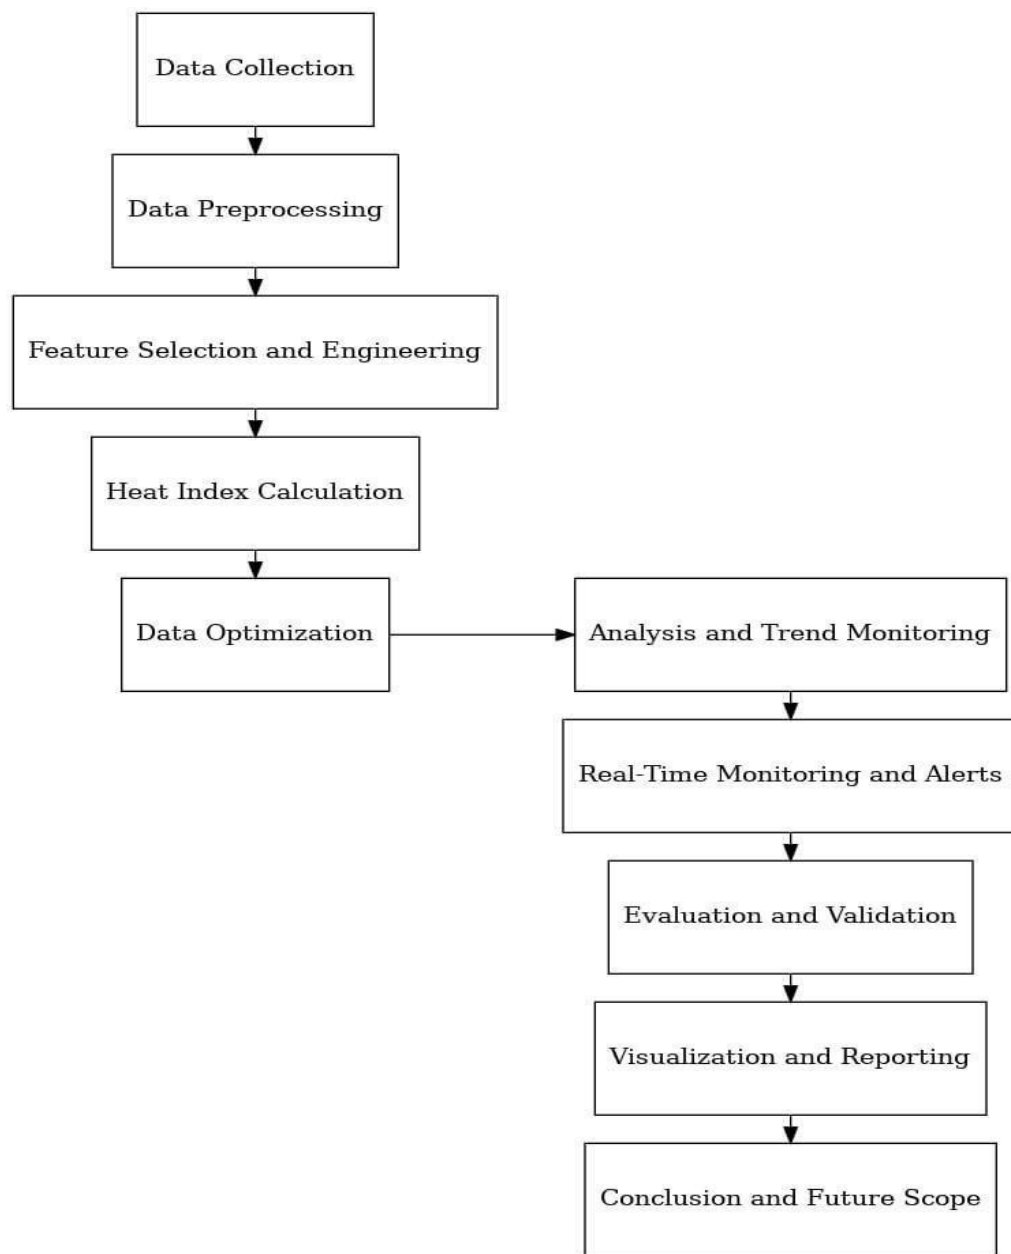 Data Collection
Data Preprocessing
Feature Selection and Engineering
Heat Index Calculation
Data Optimization
Analysis and Trend Monitoring
Real-Time Monitoring and Alerts
Evaluation and Validation
Visualization and Reporting
Conclusion and Future Scope